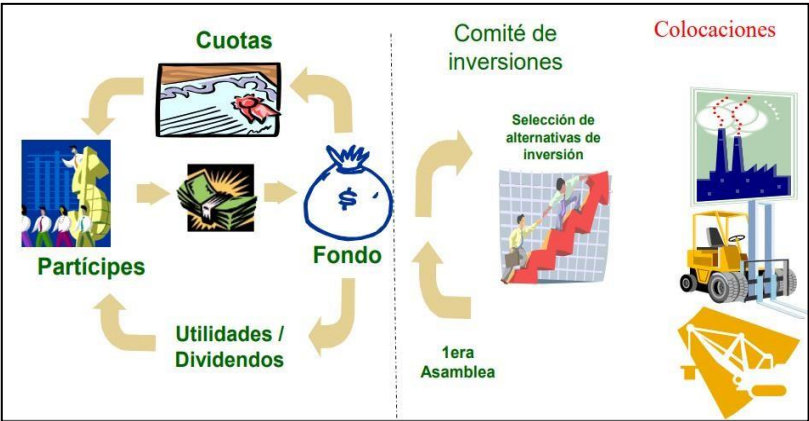 Cuotas
Partícipes
$
Fondo
Utilidades /
Dividendos
Comité de
inversiones
Selección de
alternativas de
inversión
1era
Asamblea
Colocaciones